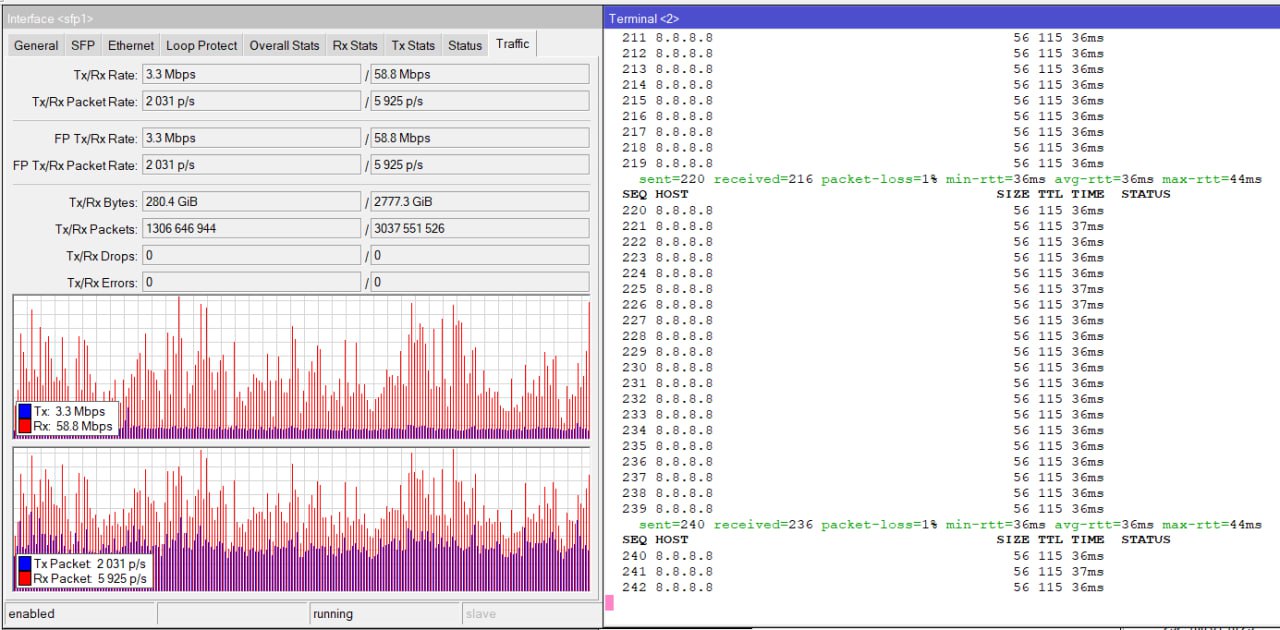 Interface <sfp1>
General SFP Ethernet Loop Protect Overall Stats Rx Stats Tx Stats Status Traffic
Tx/Rx Rate: 3.3 Mbps / 58.8 Mbps
Tx/Rx Packet Rate: 2 031 p/s / 5 925 p/s
FP Tx/Rx Rate: 3.3 Mbps / 58.8 Mbps
FP Tx/Rx Packet Rate: 2 031 p/s / 5 925 p/s
Tx/Rx Bytes: 280.4 GiB / 2777.3 GiB
Tx/Rx Packets: 1306 646 944 / 3037 551 526
Tx/Rx Drops: 0 / 0
Tx/Rx Errors: 0 / 0
Tx: 3.3 Mbps
Rx: 58.8 Mbps
Tx Packet: 2 031 p/s
Rx Packet: 5 925 p/s
enabled running slave
Terminal <2>
211 8.8.8.8 56 115 36ms
212 8.8.8.8 56 115 36ms
213 8.8.8.8 56 115 36ms
214 8.8.8.8 56 115 36ms
215 8.8.8.8 56 115 36ms
216 8.8.8.8 56 115 36ms
217 8.8.8.8 56 115 36ms
218 8.8.8.8 56 115 36ms
219 8.8.8.8 56 115 36ms
sent=220 received=216 packet-loss=1% min-rtt=36ms avg-rtt=36ms max-rtt=44ms
SEQ HOST SIZE TTL TIME STATUS
220 8.8.8.8 56 115 36ms
221 8.8.8.8 56 115 37ms
222 8.8.8.8 56 115 36ms
223 8.8.8.8 56 115 36ms
224 8.8.8.8 56 115 36ms
225 8.8.8.8 56 115 37ms
226 8.8.8.8 56 115 37ms
227 8.8.8.8 56 115 36ms
228 8.8.8.8 56 115 36ms
229 8.8.8.8 56 115 36ms
230 8.8.8.8 56 115 36ms
231 8.8.8.8 56 115 36ms
232 8.8.8.8 56 115 36ms
233 8.8.8.8 56 115 36ms
234 8.8.8.8 56 115 36ms
235 8.8.8.8 56 115 36ms
236 8.8.8.8 56 115 36ms
237 8.8.8.8 56 115 36ms
238 8.8.8.8 56 115 36ms
239 8.8.8.8 56 115 36ms
sent=240 received=236 packet-loss=1% min-rtt=36ms avg-rtt=36ms max-rtt=44ms
SEQ HOST SIZE TTL TIME STATUS
240 8.8.8.8 56 115 36ms
241 8.8.8.8 56 115 37ms
242 8.8.8.8 56 115 36ms